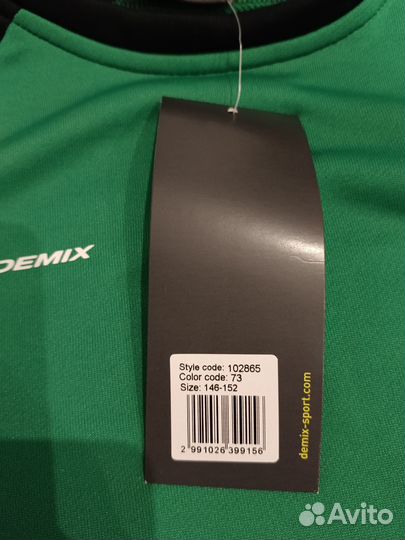 DEMIX
Style code: 102865
Color code: 73
Size: 146-152
2 991026 399156
demix-sport.com
Avito